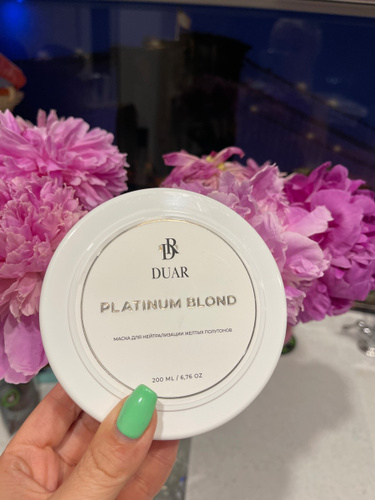 DR
DUAR
PLATINUM BLOND
МАСКА ДЛЯ НЕЙТРАЛИЗАЦИИ ЖЕЛТЫХ ПОЛУТОНОВ
200 ML / 6,76 OZ